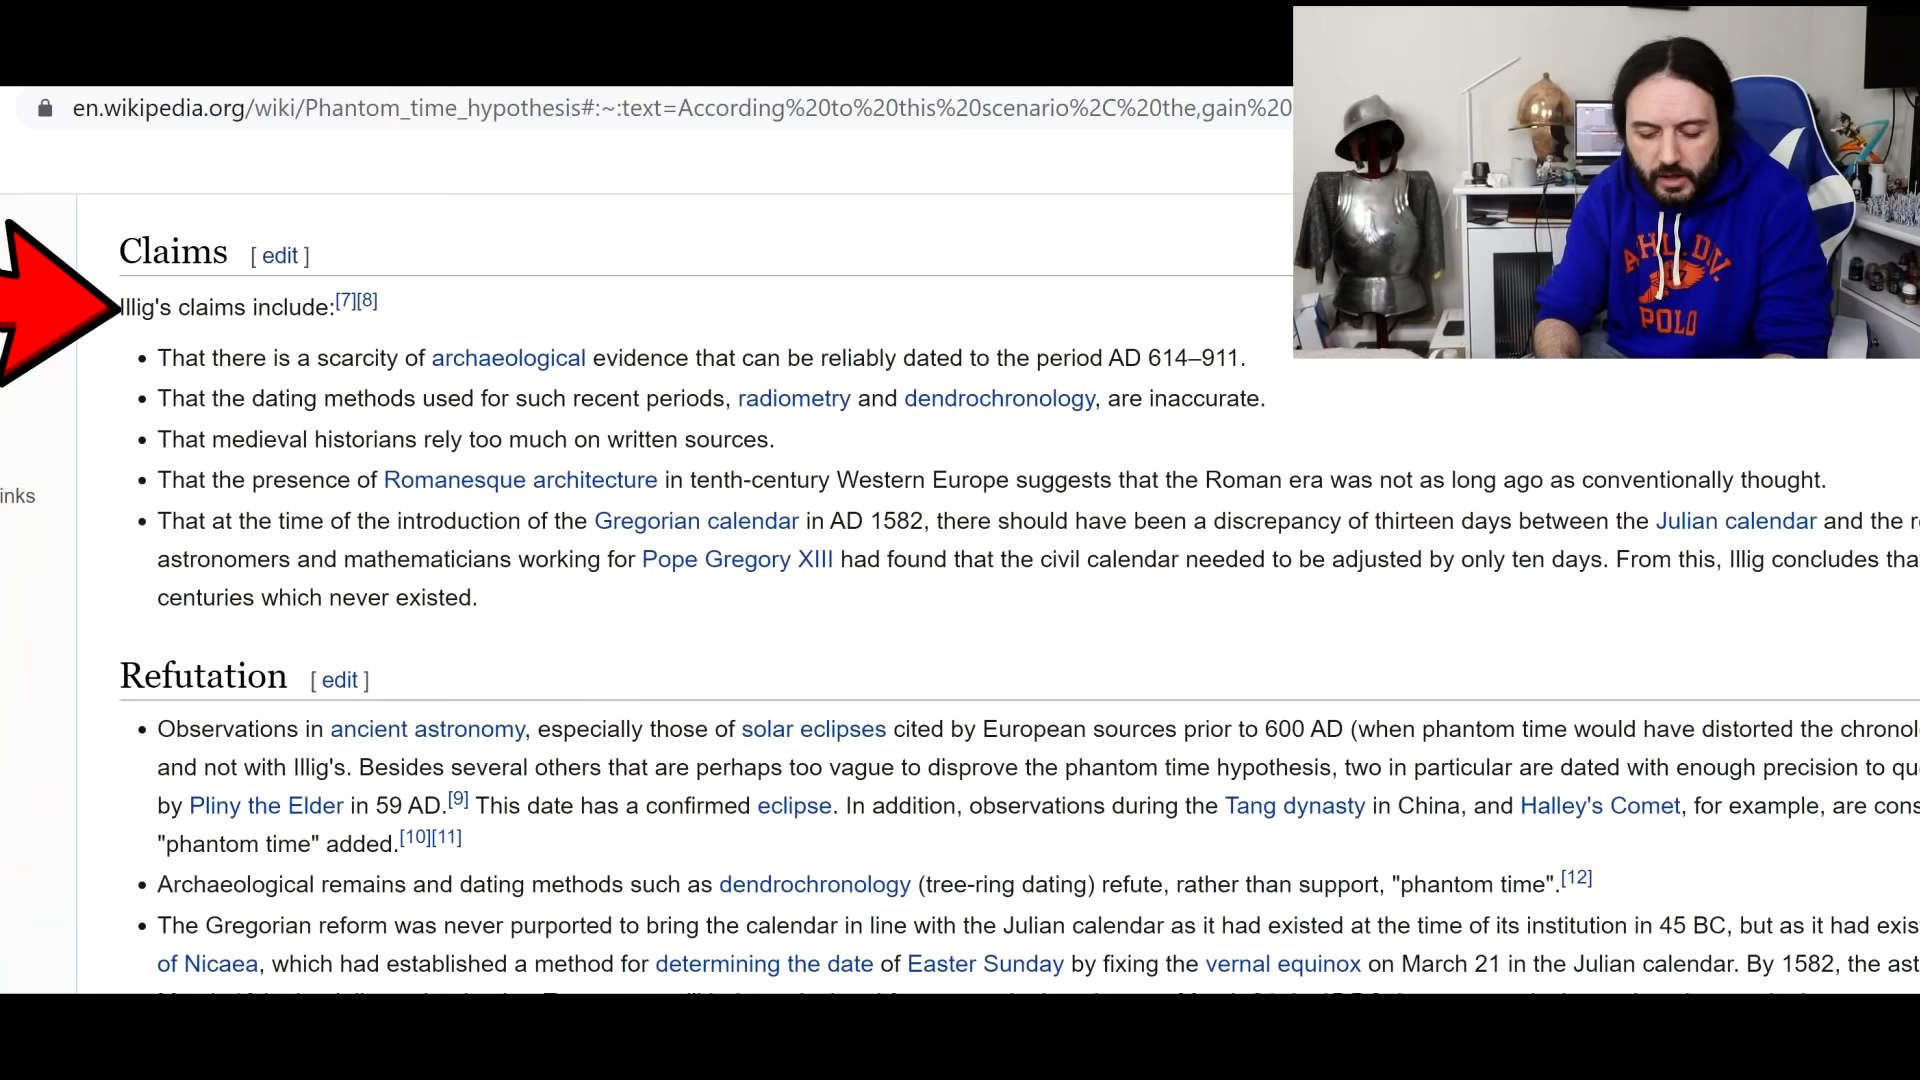 en.wikipedia.org/wiki/Phantom_time_hypothesis#:~:text=According%20to%20this%20scenario%2C%20the,gain%20
Claims [ edit ]
Illig's claims include:[7][8]
• That there is a scarcity of archaeological evidence that can be reliably dated to the period AD 614–911.
• That the dating methods used for such recent periods, radiometry and dendrochronology, are inaccurate.
• That medieval historians rely too much on written sources.
• That the presence of Romanesque architecture in tenth-century Western Europe suggests that the Roman era was not as long ago as conventionally thought.
inks
• That at the time of the introduction of the Gregorian calendar in AD 1582, there should have been a discrepancy of thirteen days between the Julian calendar and the
astronomers and mathematicians working for Pope Gregory XIII had found that the civil calendar needed to be adjusted by only ten days. From this, Illig concludes tha
centuries which never existed.
Refutation [ edit ]
• Observations in ancient astronomy, especially those of solar eclipses cited by European sources prior to 600 AD (when phantom time would have distorted the chronol
and not with Illig's. Besides several others that are perhaps too vague to disprove the phantom time hypothesis, two in particular are dated with enough precision to qu
by Pliny the Elder in 59 AD.[9] This date has a confirmed eclipse. In addition, observations during the Tang dynasty in China, and Halley's Comet, for example, are cons
"phantom time" added.[10][11]
• Archaeological remains and dating methods such as dendrochronology (tree-ring dating) refute, rather than support, "phantom time".[12]
• The Gregorian reform was never purported to bring the calendar in line with the Julian calendar as it had existed at the time of its institution in 45 BC, but as it had exis
of Nicaea, which had established a method for determining the date of Easter Sunday by fixing the vernal equinox on March 21 in the Julian calendar. By 1582, the ast
POLO